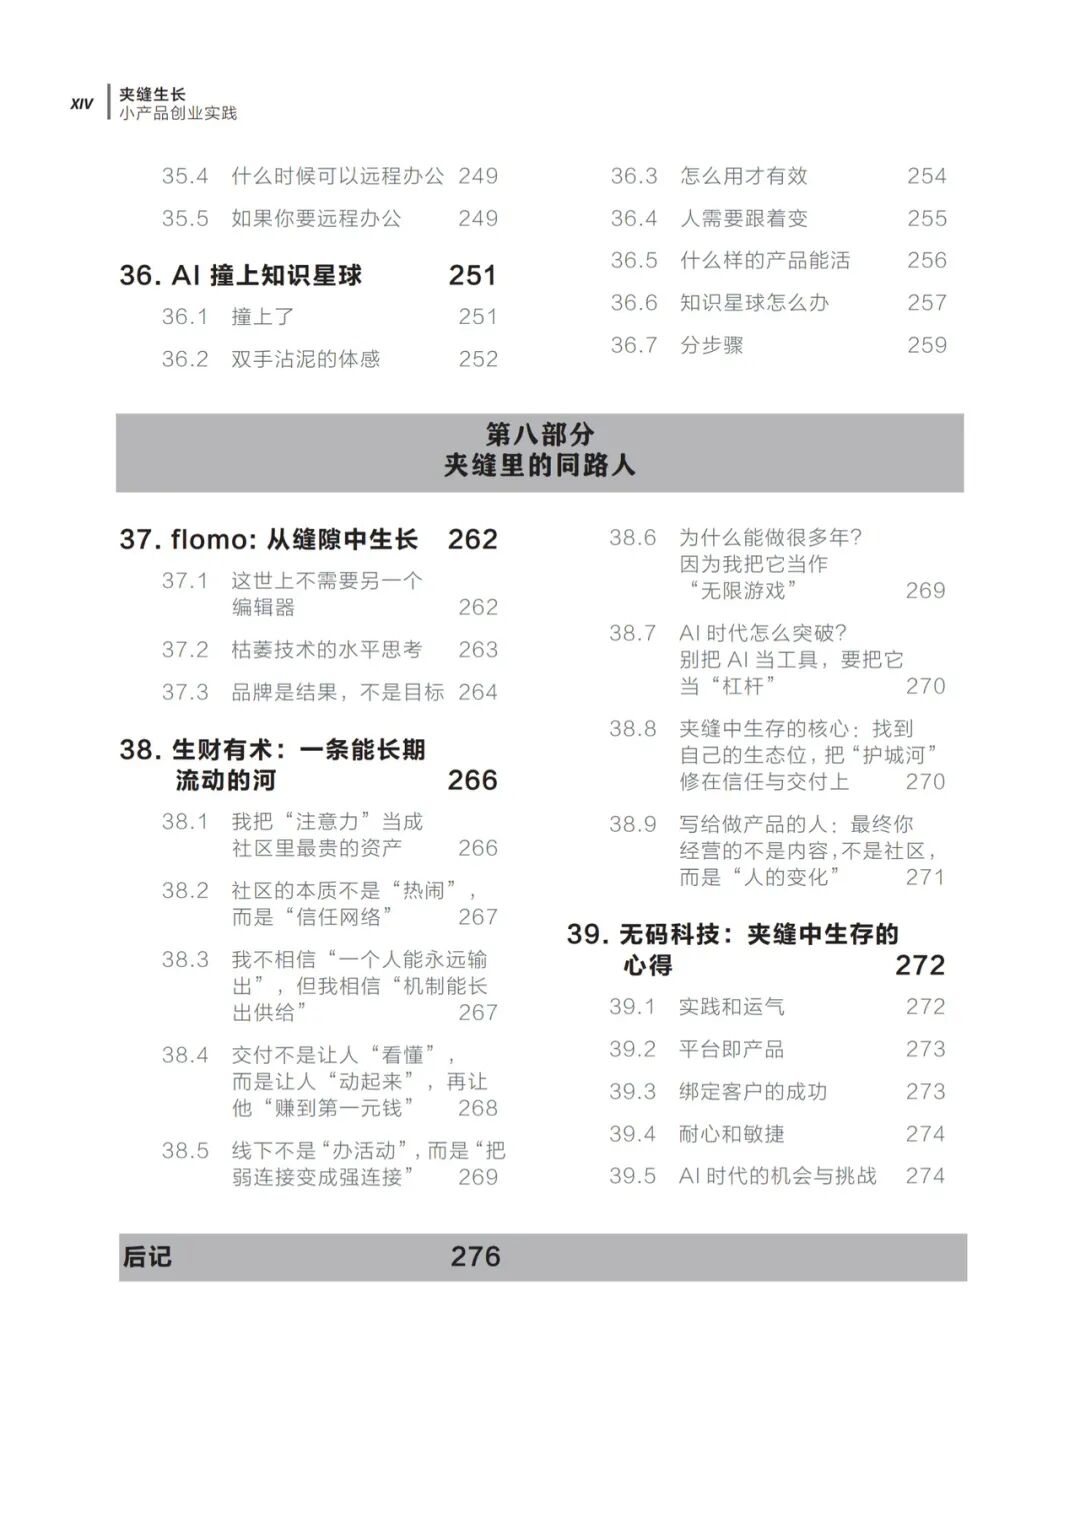 XIV
夹缝生长
小产品创业实践
35.4 什么时候可以远程办公 249
35.5 如果你要远程办公 249
36. AI 撞上知识星球 251
36.1 撞上了 251
36.2 双手沾泥的体感 252
36.3 怎么用才有效 254
36.4 人需要跟着变 255
36.5 什么样的产品能活 256
36.6 知识星球怎么办 257
36.7 分步骤 259
第八部分
夹缝里的同路人
37. flomo: 从缝隙中生长 262
37.1 这世上不需要另一个
编辑器 262
37.2 枯萎技术的水平思考 263
37.3 品牌是结果，不是目标 264
38. 生财有术：一条能长期
流动的河 266
38.1 我把“注意力”当成
社区里最贵的资产 266
38.2 社区的本质不是“热闹”，
而是“信任网络” 267
38.3 我不相信“一个人能永远输
出”，但我相信“机制能长
出供给” 267
38.4 交付不是让人“看懂”，
而是让人“动起来”，再让
他“赚到第一元钱” 268
38.5 线下不是“办活动”，而是“把
弱连接变成强连接” 269
38.6 为什么能做很多年？
因为我把它当作
“无限游戏” 269
38.7 AI 时代怎么突破？
别把 AI 当工具，要把它
当“杠杆” 270
38.8 夹缝中生存的核心：找到
自己的生态位，把“护城河”
修在信任与交付上 270
38.9 写给做产品的人：最终你
经营的不是内容，不是社区，
而是“人的变化” 271
39. 无码科技：夹缝中生存的
心得 272
39.1 实践和运气 272
39.2 平台即产品 273
39.3 绑定客户的成功 273
39.4 耐心和敏捷 274
39.5 AI 时代的机会与挑战 274
后记 276